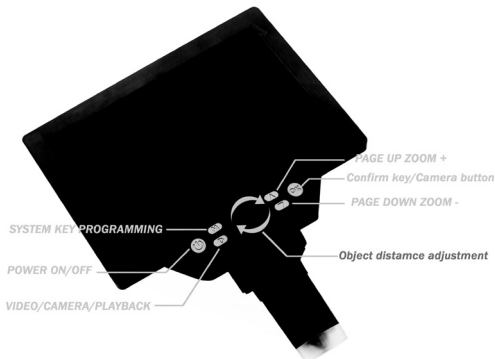 PAGE UP ZOOM +
Confirm key/Camera button
PAGE DOWN ZOOM -
SYSTEM KEY PROGRAMMING
Object distamce adjustment
POWER ON/OFF
VIDEO/CAMERA/PLAYBACK